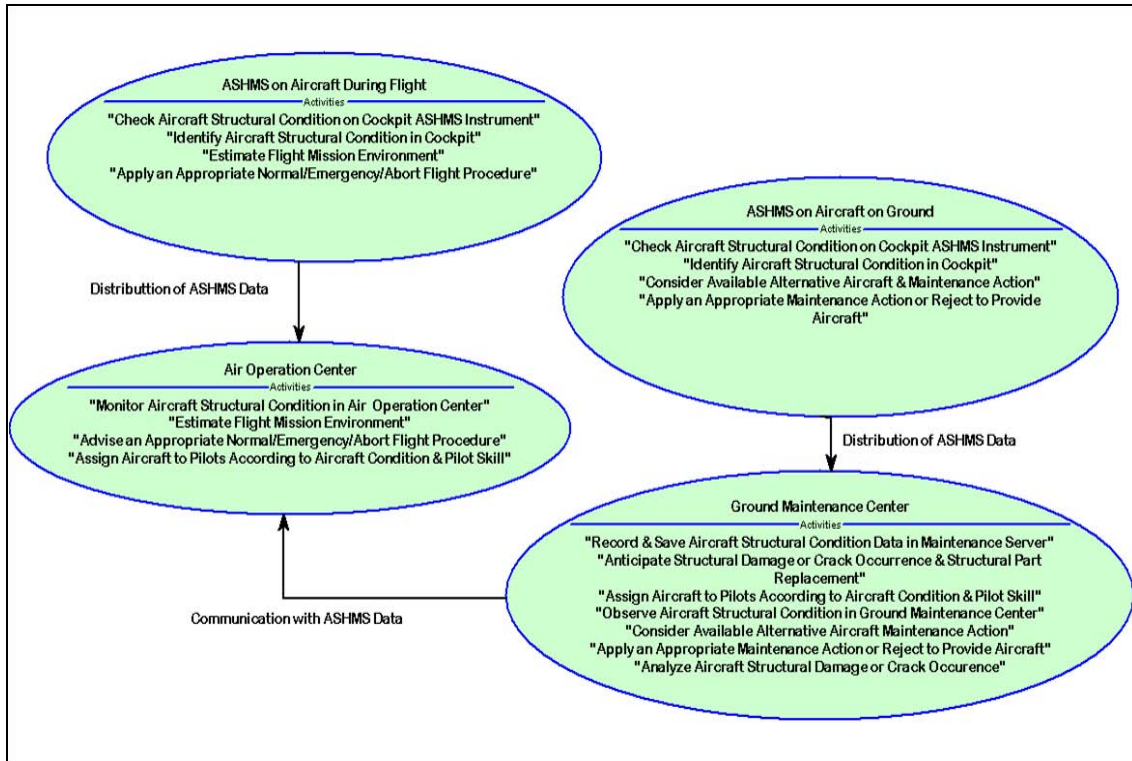 ASHMS on Aircraft During Flight
Activities
"Check Aircraft Structural Condition on Cockpit ASHMS Instrument"
"Identify Aircraft Structural Condition in Cockpit"
"Estimate Flight Mission Environment"
"Apply an Appropriate Normal/Emergency/Abort Flight Procedure"
Distributtion of ASHMS Data
ASHMS on Aircraft on Ground
Activities
"Check Aircraft Structural Condition on Cockpit ASHMS Instrument"
"Identify Aircraft Structural Condition in Cockpit"
"Consider Available Alternative Aircraft & Maintenance Action"
"Apply an Appropriate Maintenance Action or Reject to Provide
Aircraft"
Air Operation Center
Activities
"Monitor Aircraft Structural Condition in Air Operation Center"
"Estimate Flight Mission Environment"
"Advise an Appropriate Normal/Emergency/Abort Flight Procedure"
"Assign Aircraft to Pilots According to Aircraft Condition & Pilot Skill"
Distribution of ASHMS Data
Ground Maintenance Center
Activities
"Record & Save Aircraft Structural Condition Data in Maintenance Server"
"Anticipate Structural Damage or Crack Occurrence & Structural Part
Replacement"
"Assign Aircraft to Pilots According to Aircraft Condition & Pilot Skill"
"Observe Aircraft Structural Condition in Ground Maintenance Center"
"Consider Available Alternative Aircraft Maintenance Action"
"Apply an Appropriate Maintenance Action or Reject to Provide Aircraft"
"Analyze Aircraft Structural Damage or Crack Occurence"
Communication with ASHMS Data